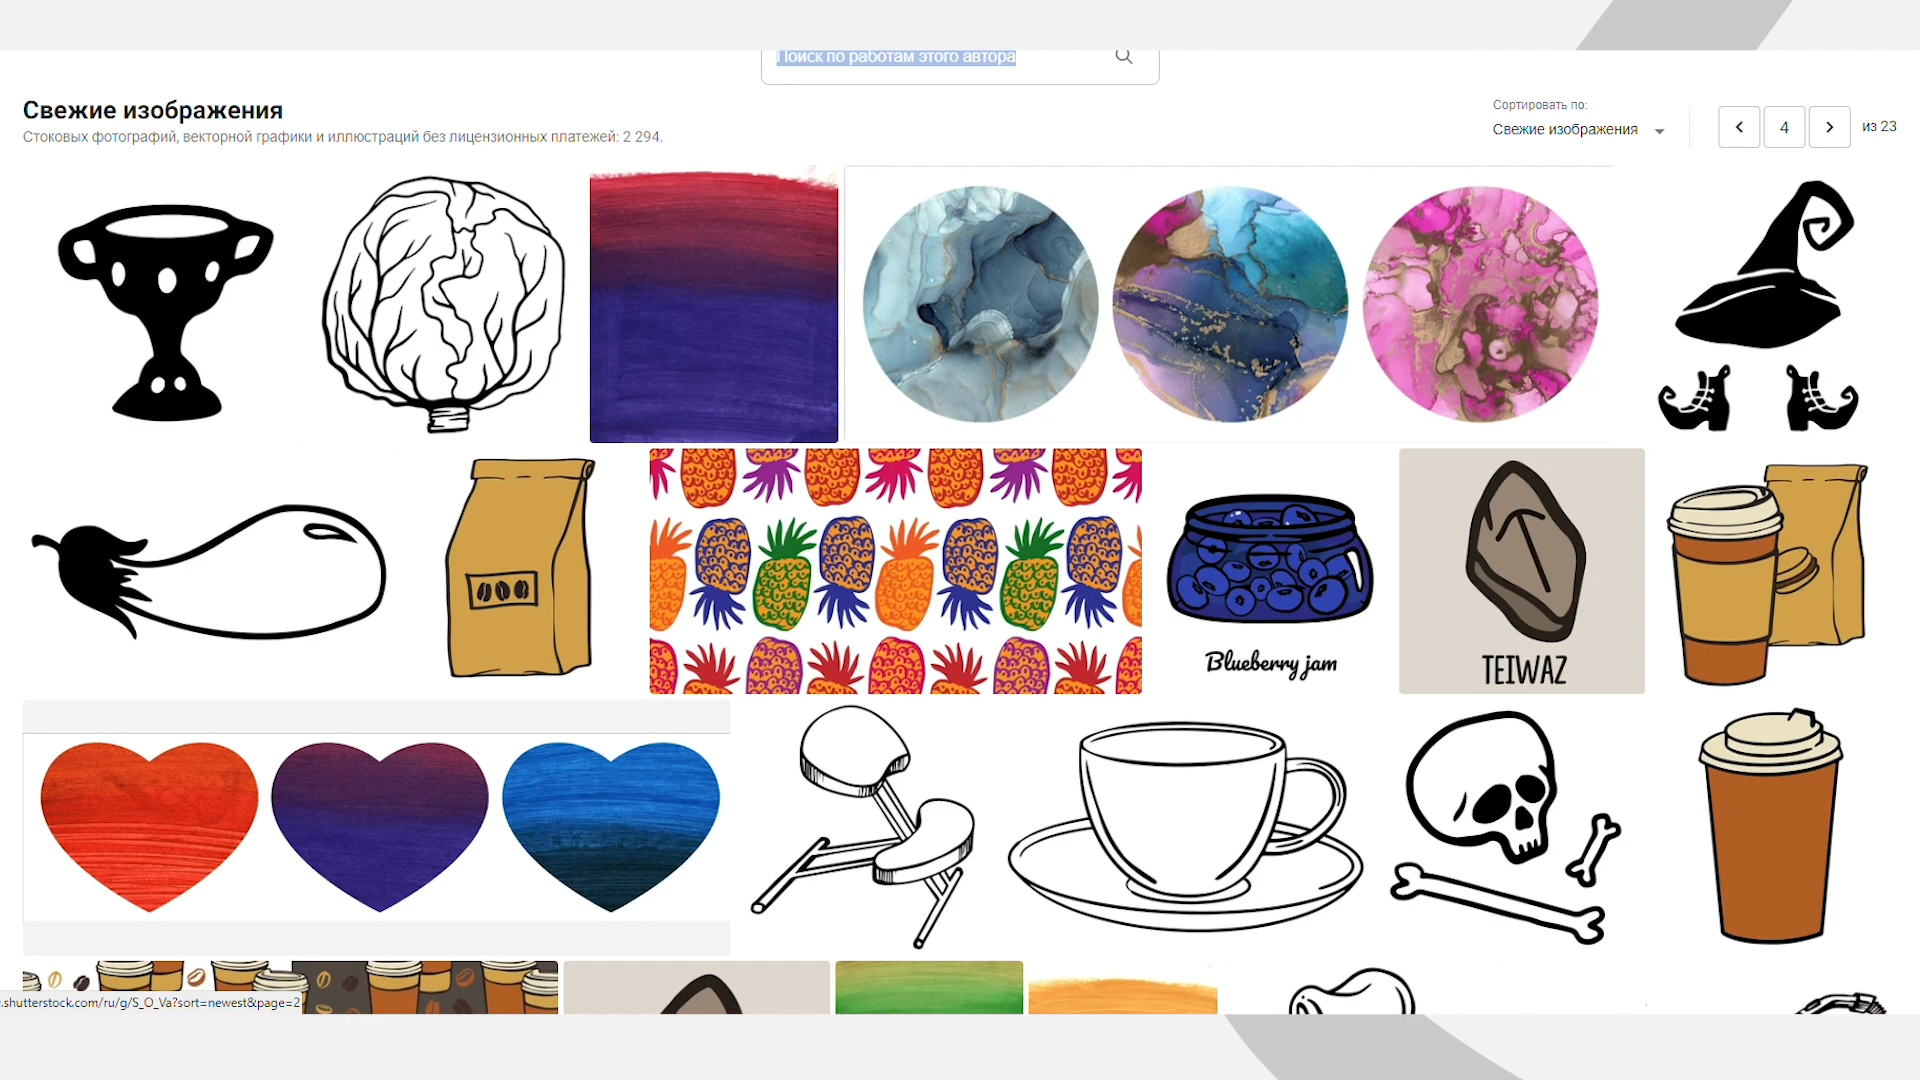 Поиск по работам этого автора
Свежие изображения
Стоковых фотографий, векторной графики и иллюстраций без лицензионных платежей: 2 294.
Сортировать по:
Свежие изображения
4
из 23
Blueberry jam
TEIWAZ
.shutterstock.com/ru/g/S_O_Va?sort=newest&page=2